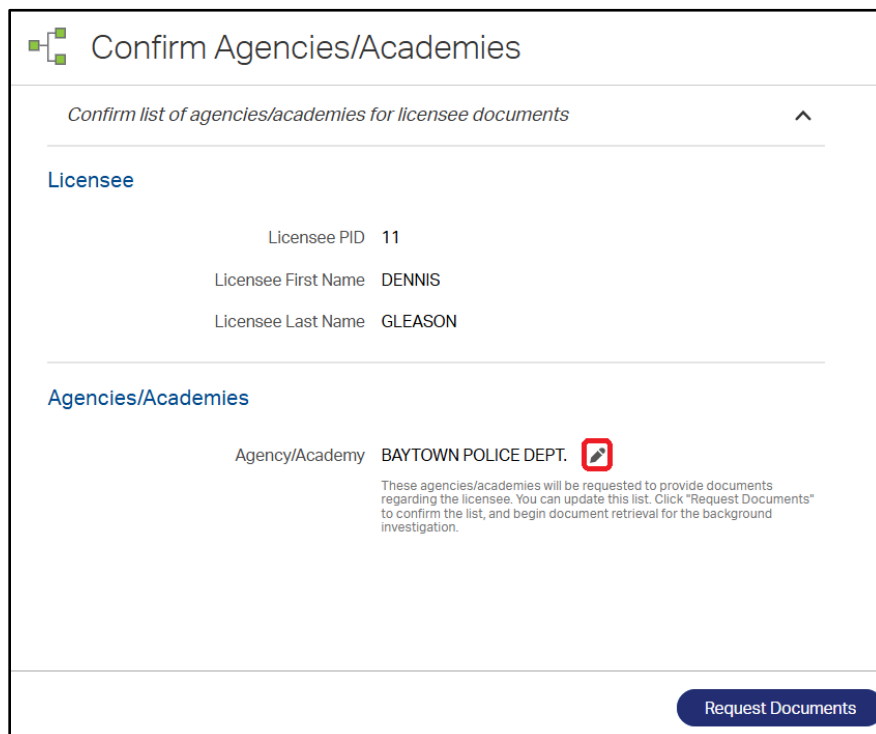 Confirm Agencies/Academies
Confirm list of agencies/academies for licensee documents
Licensee
Licensee PID 11
Licensee First Name DENNIS
Licensee Last Name GLEASON
Agencies/Academies
Agency/Academy BAYTOWN POLICE DEPT.
These agencies/academies will be requested to provide documents
regarding the licensee. You can update this list. Click "Request Documents"
to confirm the list, and begin document retrieval for the background
investigation.
Request Documents